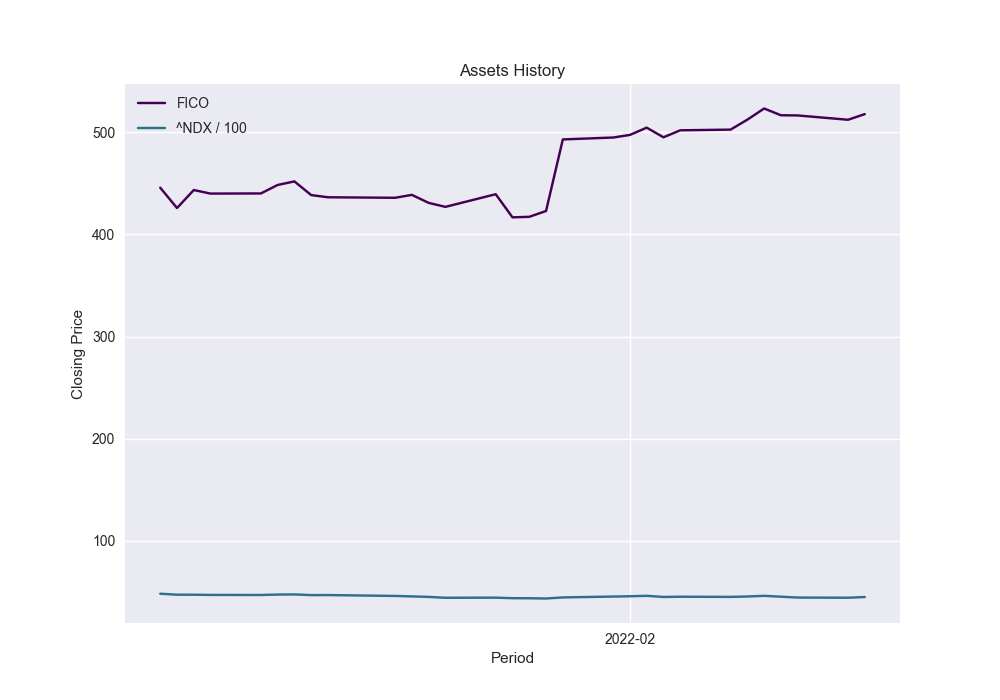 Assets History
FICO
^NDX / 100
500
400
300
200
100
Closing Price
2022-02
Period